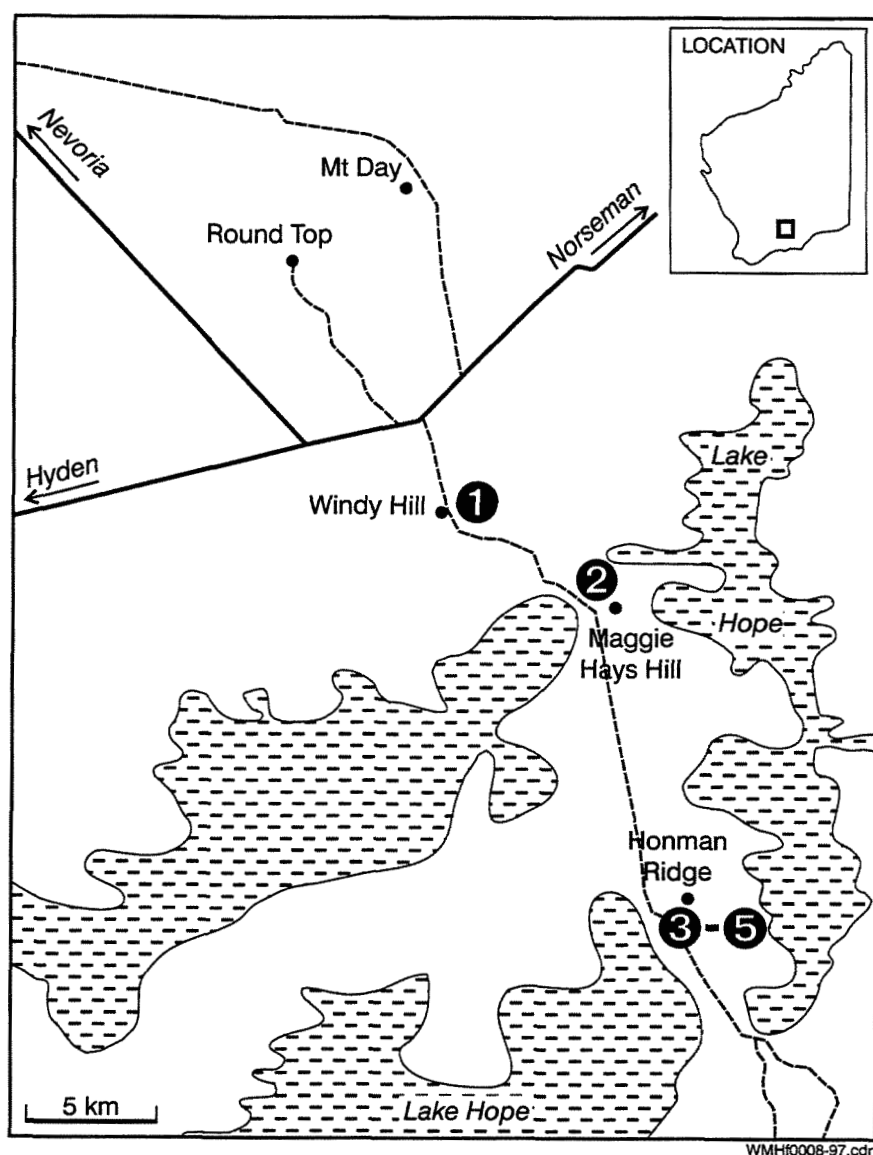 LOCATION
Nevoria
Mt Day
Norseman
Round Top
Lake
Hyden
Windy Hill
1
2
Hope
Maggie
Hays Hill
Honman
Ridge
3 - 5
5 km
Lake Hope
WMHf0008-97.cdr